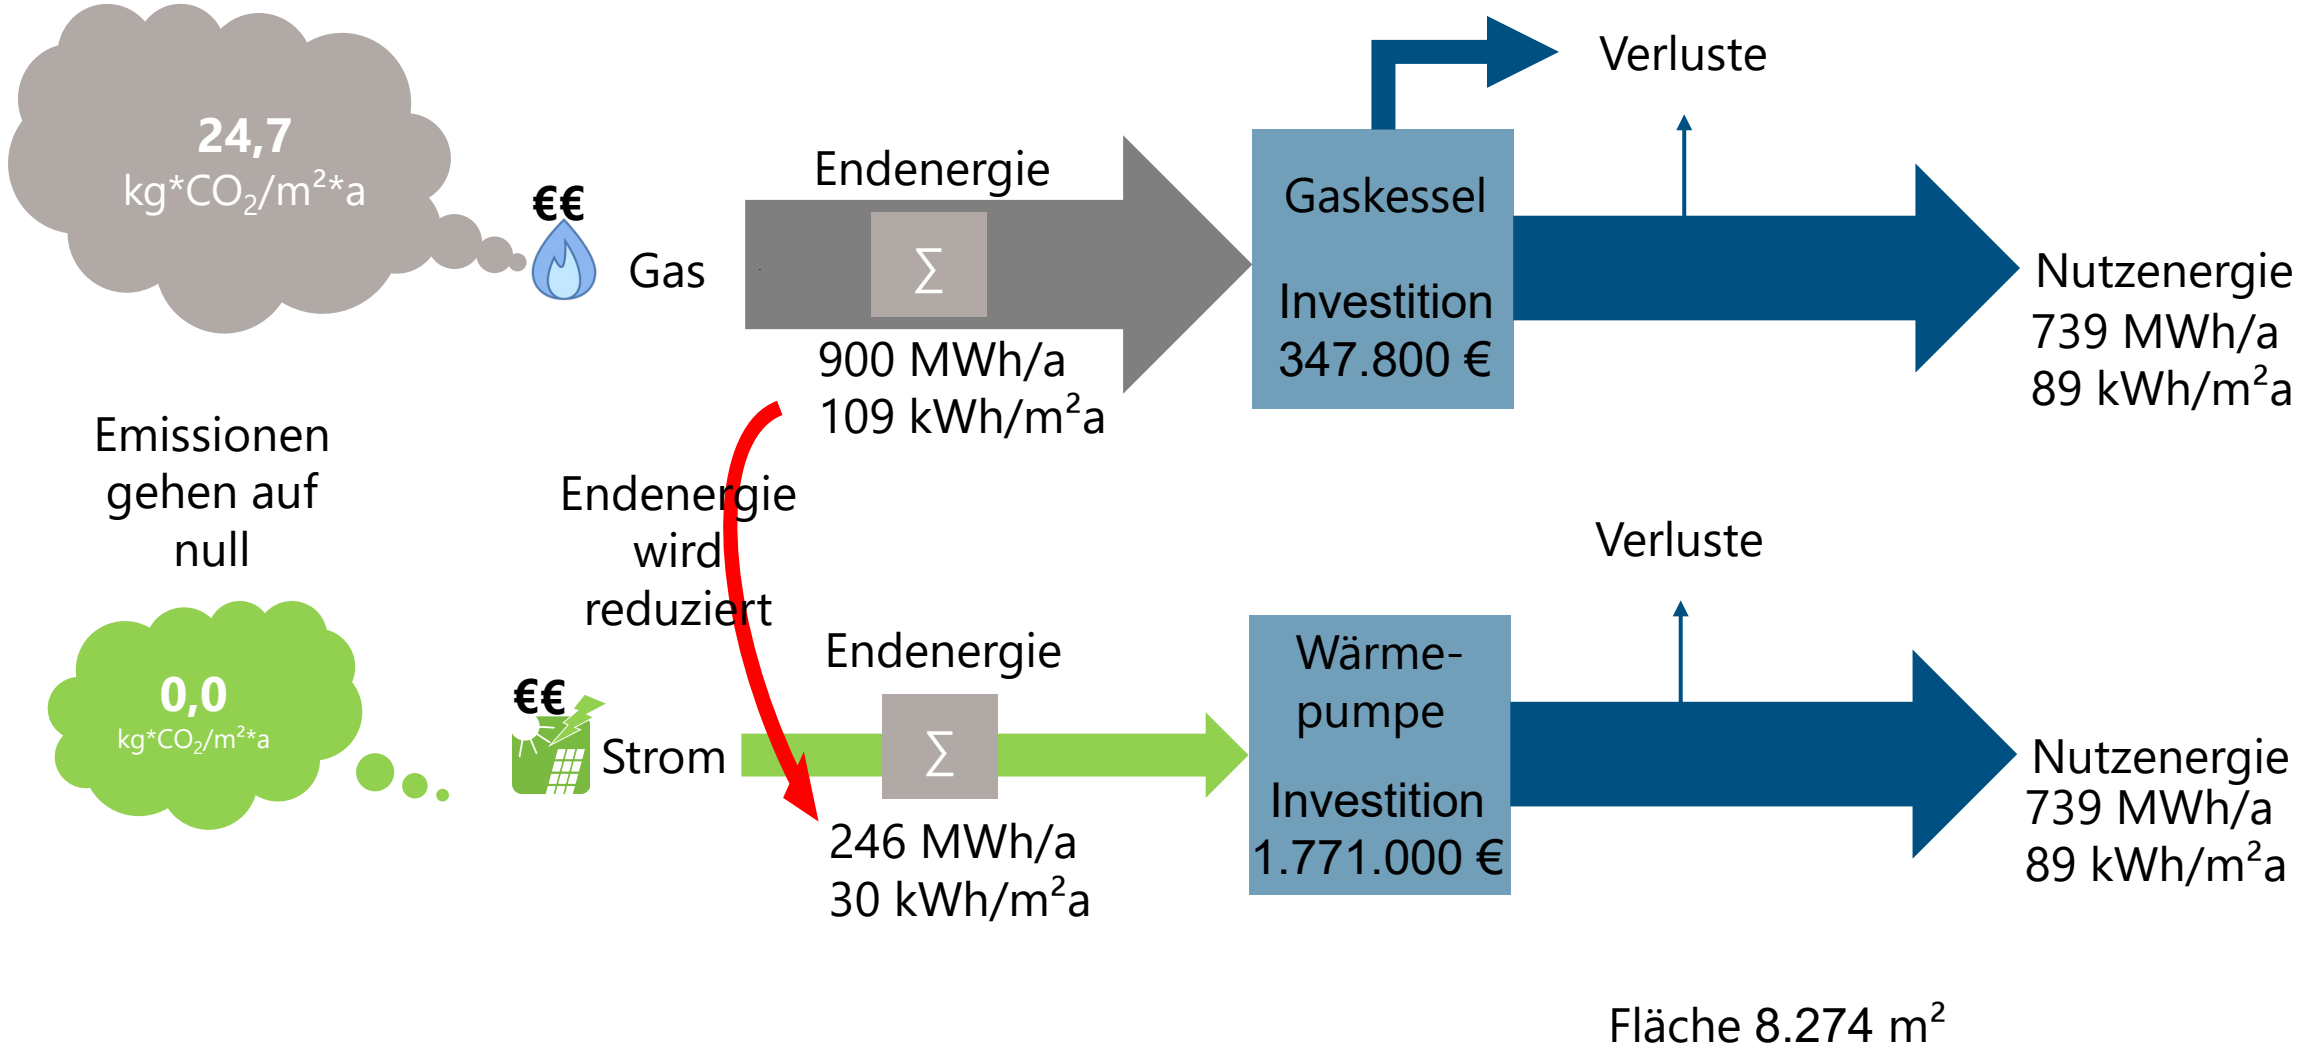 24,7
kg*CO₂/m²*a
€€
Gas
Endenergie
∑
900 MWh/a
109 kWh/m²a
Gaskessel
Investition
347.800 €
Verluste
Nutzenergie
739 MWh/a
89 kWh/m²a
Emissionen
gehen auf
null
Endenergie
wird
reduziert
0,0
kg*CO₂/m²*a
€€
Strom
Endenergie
∑
246 MWh/a
30 kWh/m²a
Wärme-
pumpe
Investition
1.771.000 €
Verluste
Nutzenergie
739 MWh/a
89 kWh/m²a
Fläche 8.274 m²